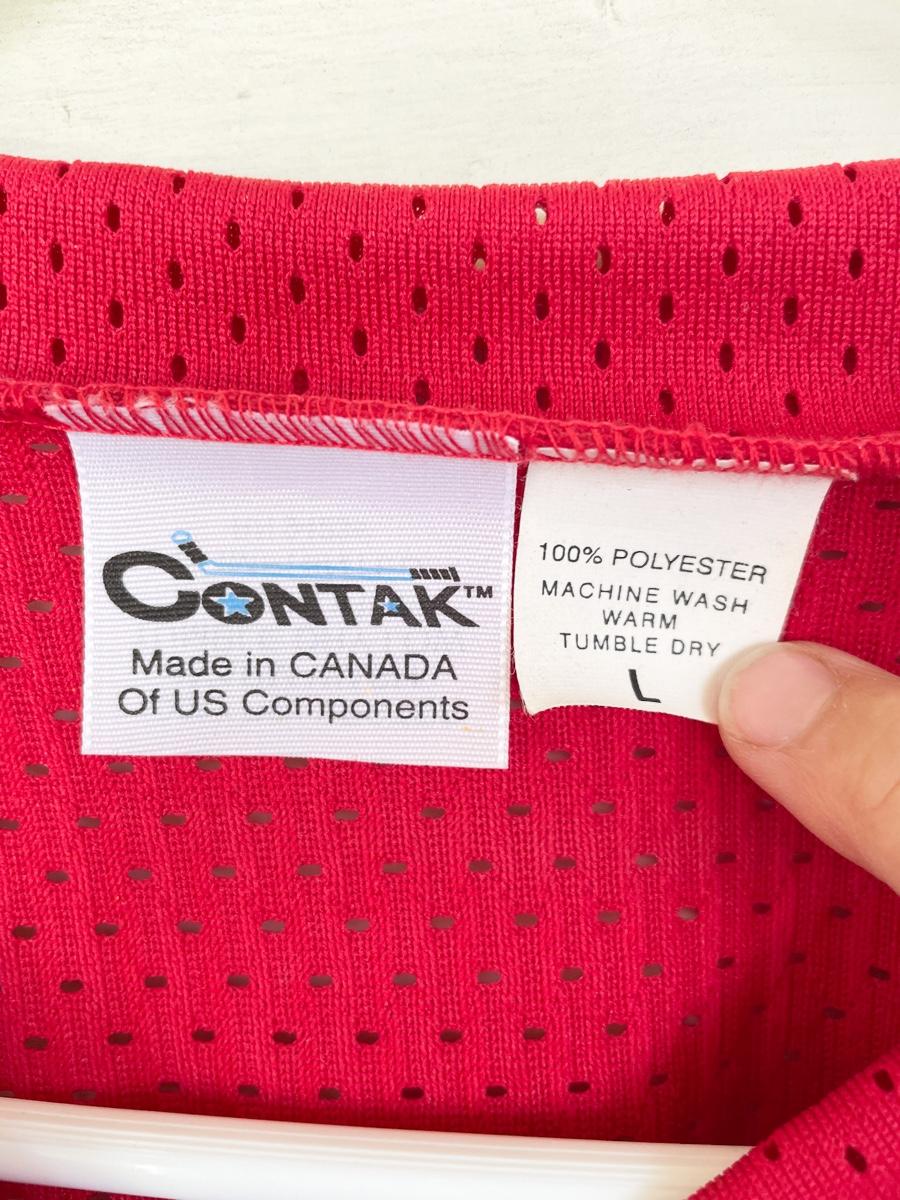 CONTAK™
Made in CANADA
Of US Components
100% POLYESTER
MACHINE WASH
WARM
TUMBLE DRY
L